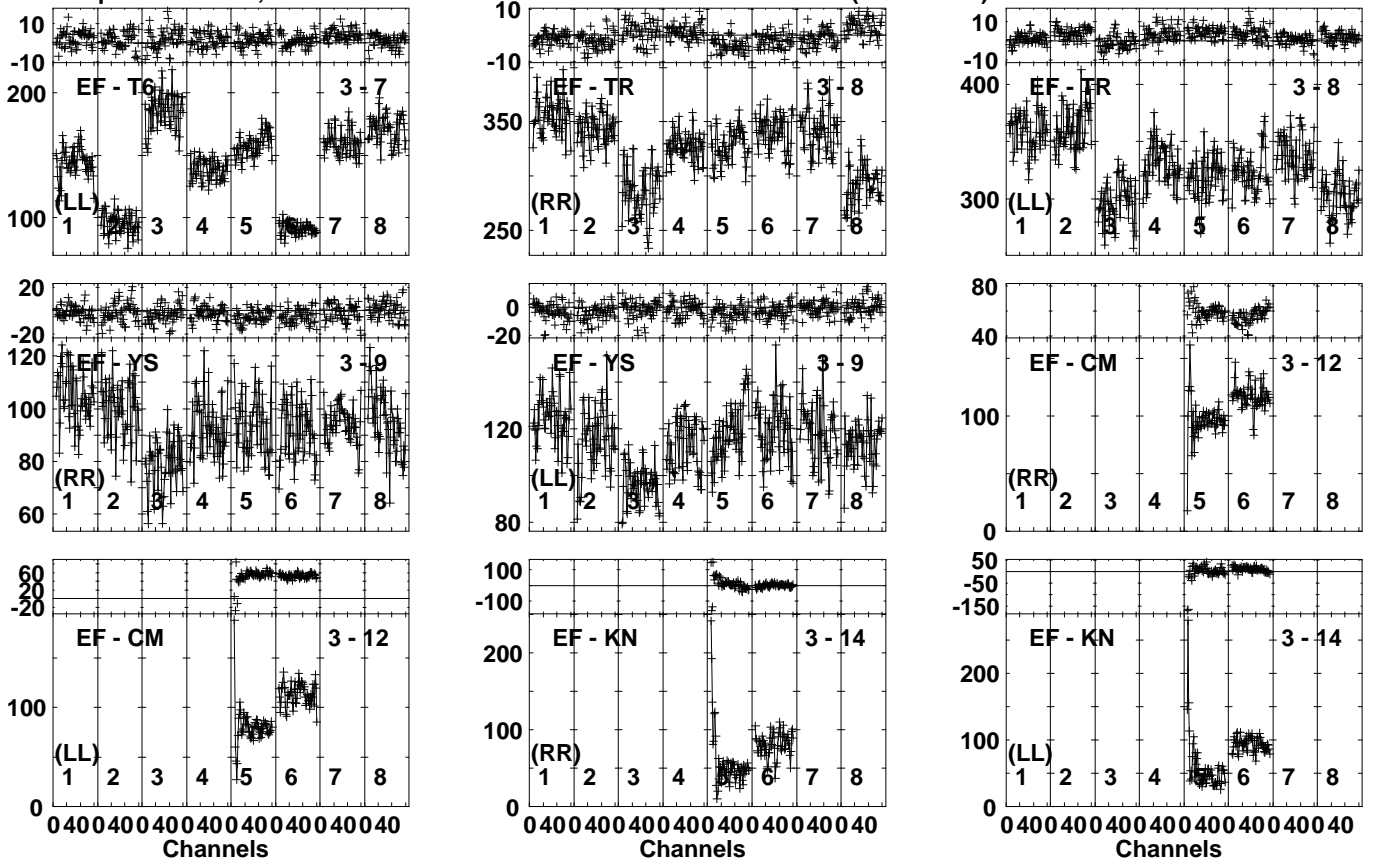 10
-10
EF - T6 3 - 7
200
100
(LL)
1 2 3 4 5 6 7 8
10
-10
EF - TR 3 - 8
350
250
(RR)
1 2 3 4 5 6 7 8
10
-10
EF - TR 3 - 8
400
300
(LL)
1 2 3 4 5 6 7 8
20
-20
EF - YS 3 - 9
120
100
80
60
(RR)
1 2 3 4 5 6 7 8
0
-20
EF - YS 3 - 9
120
80
(LL)
1 2 3 4 5 6 7 8
80
40
EF - CM 3 - 12
100
0
(RR)
1 2 3 4 5 6 7 8
60
20
-20
EF - CM 3 - 12
100
0
(LL)
1 2 3 4 5 6 7 8
0 40 0 40 0 40 0 40 0 40 0 40 0 40 0 40
Channels
100
-100
EF - KN 3 - 14
200
100
0
(RR)
1 2 3 4 5 6 7 8
0 40 0 40 0 40 0 40 0 40 0 40 0 40 0 40
Channels
50
-50
-150
EF - KN 3 - 14
200
100
0
(LL)
1 2 3 4 5 6 7 8
0 40 0 40 0 40 0 40 0 40 0 40 0 40 0 40
Channels